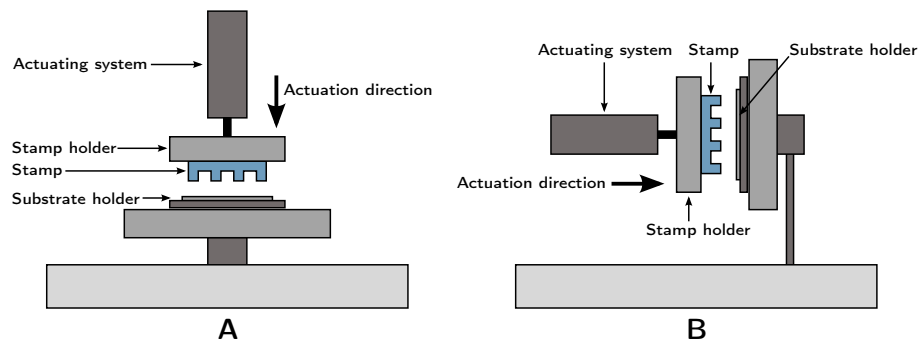 Actuating system
Actuation direction
Stamp holder
Stamp
Substrate holder
A
Actuating system
Stamp
Substrate holder
Actuation direction
Stamp holder
B